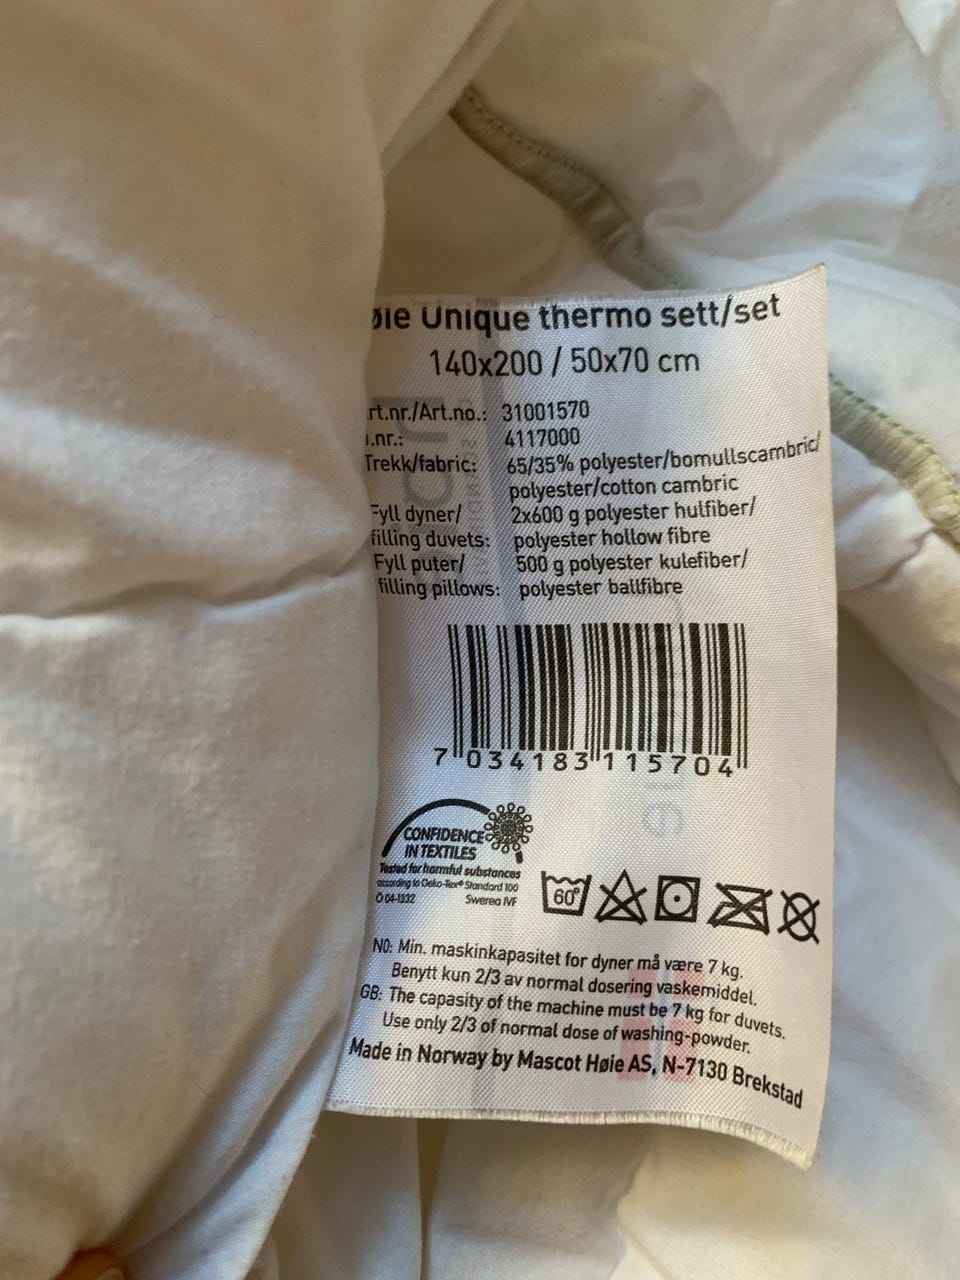 øie Unique thermo sett/set
140x200 / 50x70 cm
rt.nr./Art.no.: 31001570
.nr.: 4117000
Trekk/fabric: 65/35% polyester/bomullscambric/
polyester/cotton cambric
Fyll dyner/ 2x600 g polyester hulfiber/
filling duvets: polyester hollow fibre
Fyll puter/ 500 g polyester kulefiber/
filling pillows: polyester ballfibre
7 034183 115704
CONFIDENCE
IN TEXTILES
Tested for harmful substances
according to Oeko-Tex® Standard 100
Ö 04-1332 Swerea IVF
60°
NO: Min. maskinkapasitet for dyner må være 7 kg.
Benytt kun 2/3 av normal dosering vaskemiddel.
GB: The capasity of the machine must be 7 kg for duvets.
Use only 2/3 of normal dose of washing-powder.
Made in Norway by Mascot Høie AS, N-7130 Brekstad